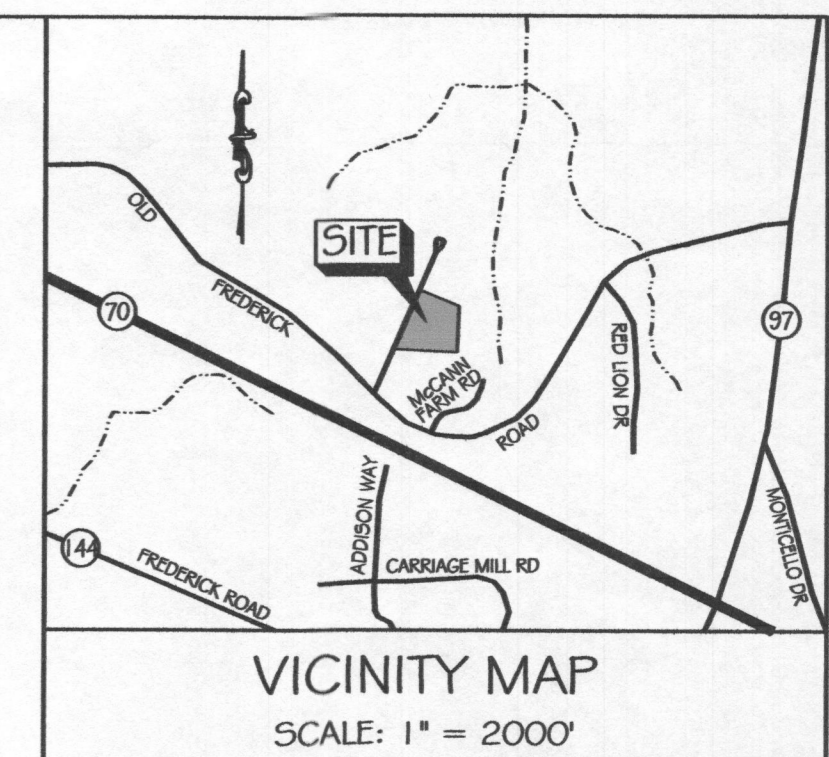 OLD
SITE
FREDERICK
70
97
RED LION DR
McCANN
FARM RD
ROAD
ADDISON WAY
MONTICELLO DR
144
FREDERICK ROAD
CARRIAGE MILL RD
VICINITY MAP
SCALE: 1" = 2000'